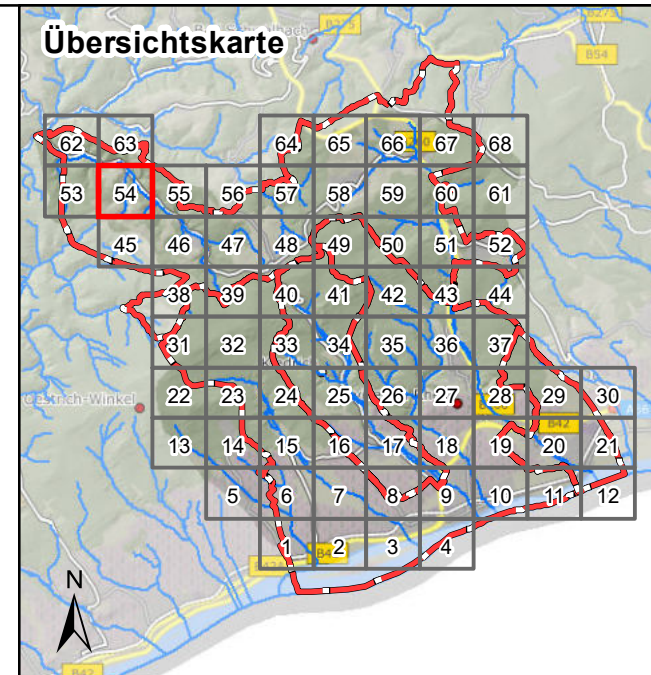 Übersichtskarte
B275
B54
62 63 64 65 66 67 68
53 54 55 56 57 58 59 60 61
45 46 47 48 49 50 51 52
38 39 40 41 42 43 44
31 32 33 34 35 36 37
22 23 24 25 26 27 28 29 30
Oestrich-Winkel
B42
13 14 15 16 17 18 19 20 21
5 6 7 8 9 10 11 12
1 2 3 4
N
B42